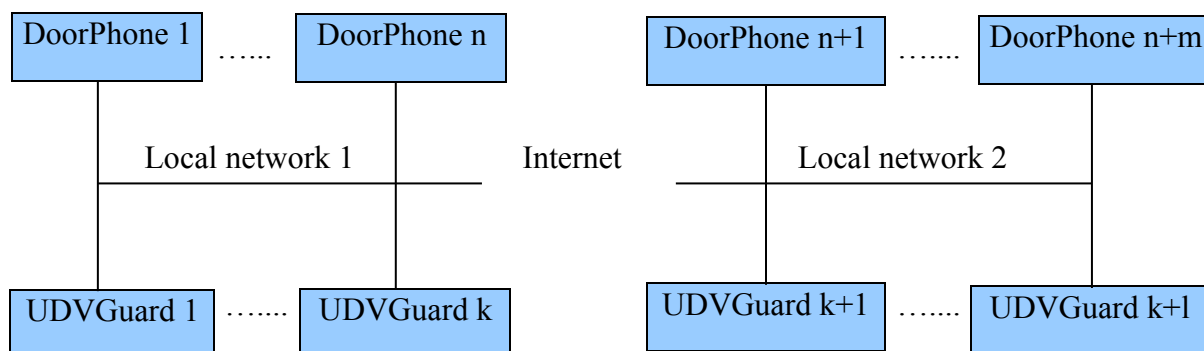 DoorPhone 1 …... DoorPhone n DoorPhone n+1 ….... DoorPhone n+m
Local network 1 Internet Local network 2
UDVGuard 1 ….... UDVGuard k UDVGuard k+1 ….... UDVGuard k+l